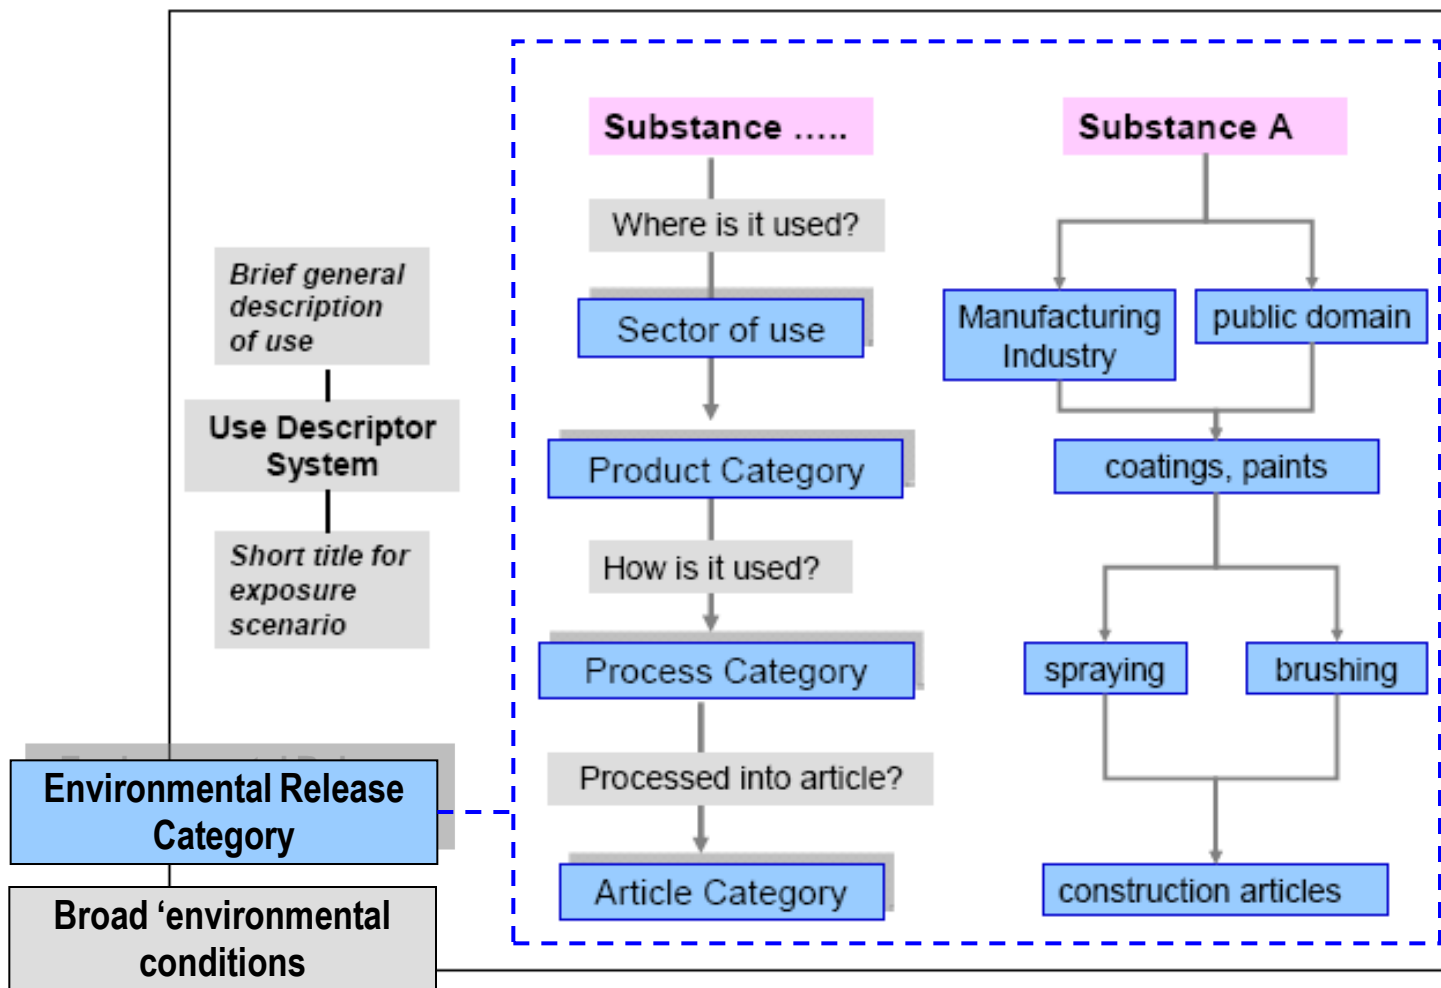 Substance .....
Where is it used?
Sector of use
Product Category
How is it used?
Process Category
Processed into article?
Article Category
Substance A
Manufacturing
Industry
public domain
coatings, paints
spraying
brushing
construction articles
Brief general
description
of use
Use Descriptor
System
Short title for
exposure
scenario
Environmental Release
Category
Broad ‘environmental
conditions